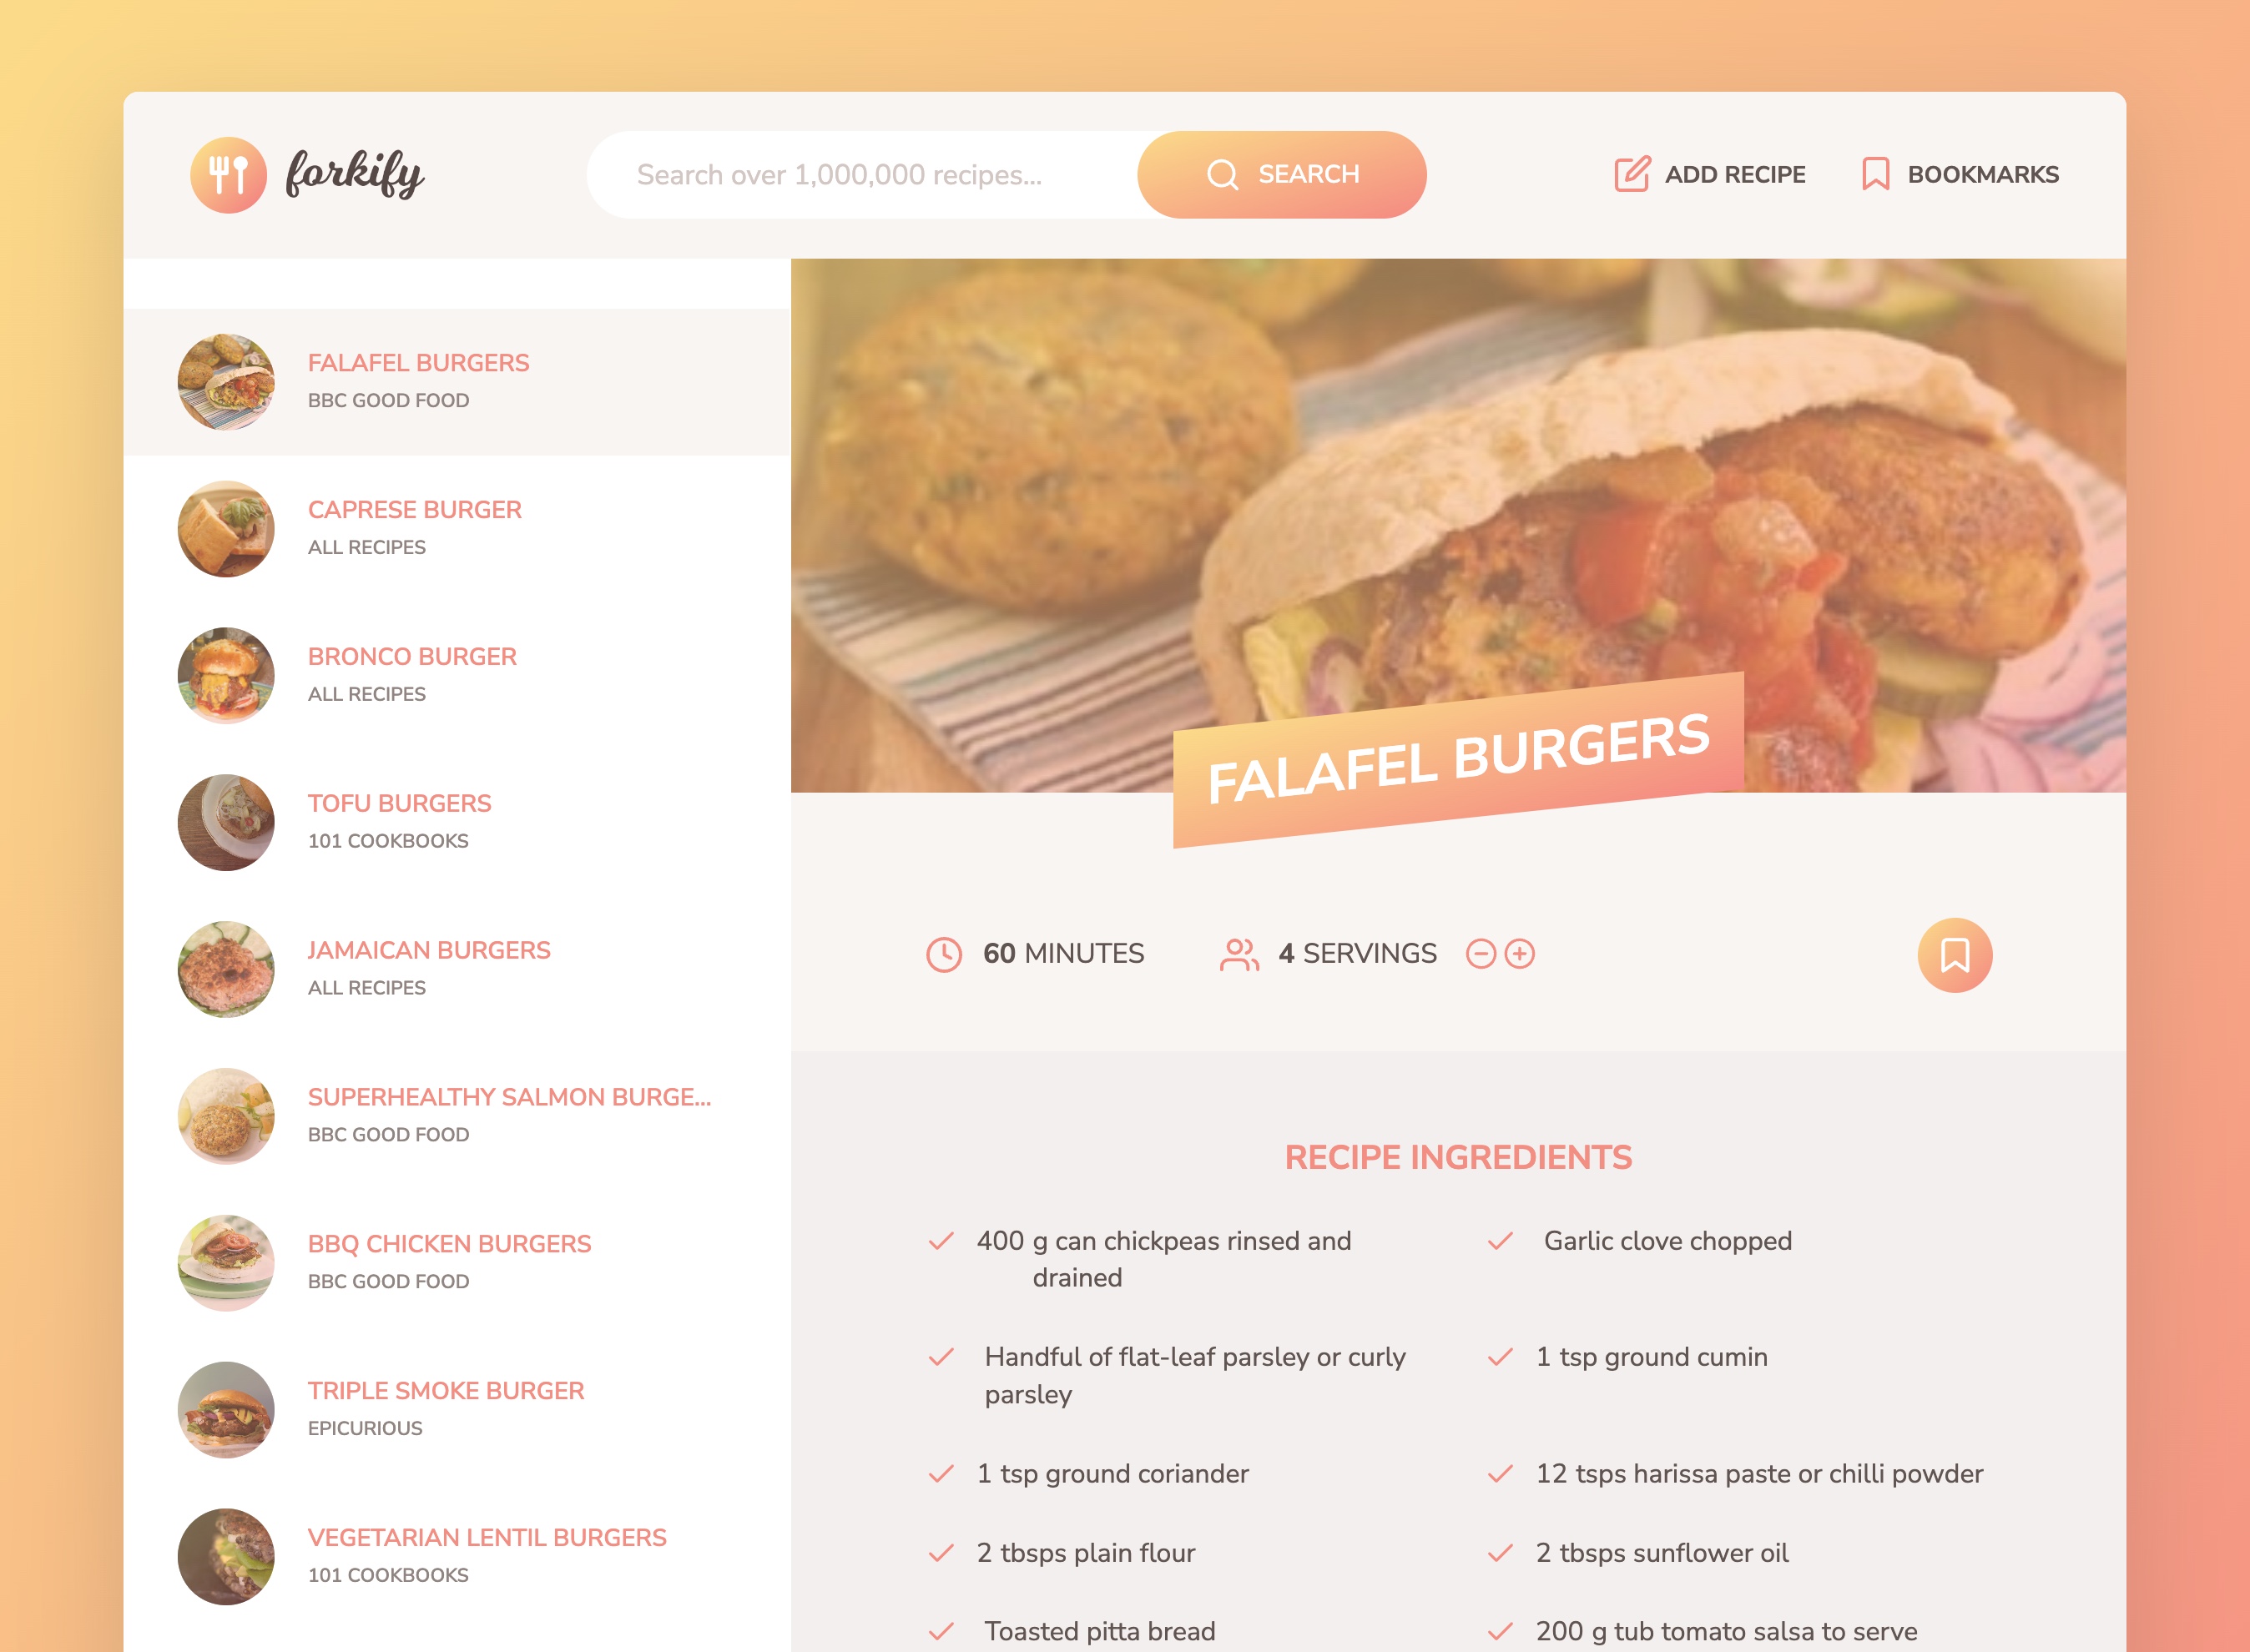 forkify
Search over 1,000,000 recipes...
SEARCH
ADD RECIPE
BOOKMARKS
FALAFEL BURGERS
BBC GOOD FOOD
CAPRESE BURGER
ALL RECIPES
BRONCO BURGER
ALL RECIPES
TOFU BURGERS
101 COOKBOOKS
JAMAICAN BURGERS
ALL RECIPES
SUPERHEALTHY SALMON BURGE...
BBC GOOD FOOD
BBQ CHICKEN BURGERS
BBC GOOD FOOD
TRIPLE SMOKE BURGER
EPICURIOUS
VEGETARIAN LENTIL BURGERS
101 COOKBOOKS
FALAFEL BURGERS
60 MINUTES
4 SERVINGS
RECIPE INGREDIENTS
400 g can chickpeas rinsed and
drained
Garlic clove chopped
Handful of flat-leaf parsley or curly
parsley
1 tsp ground cumin
1 tsp ground coriander
12 tsps harissa paste or chilli powder
2 tbsps plain flour
2 tbsps sunflower oil
Toasted pitta bread
200 g tub tomato salsa to serve